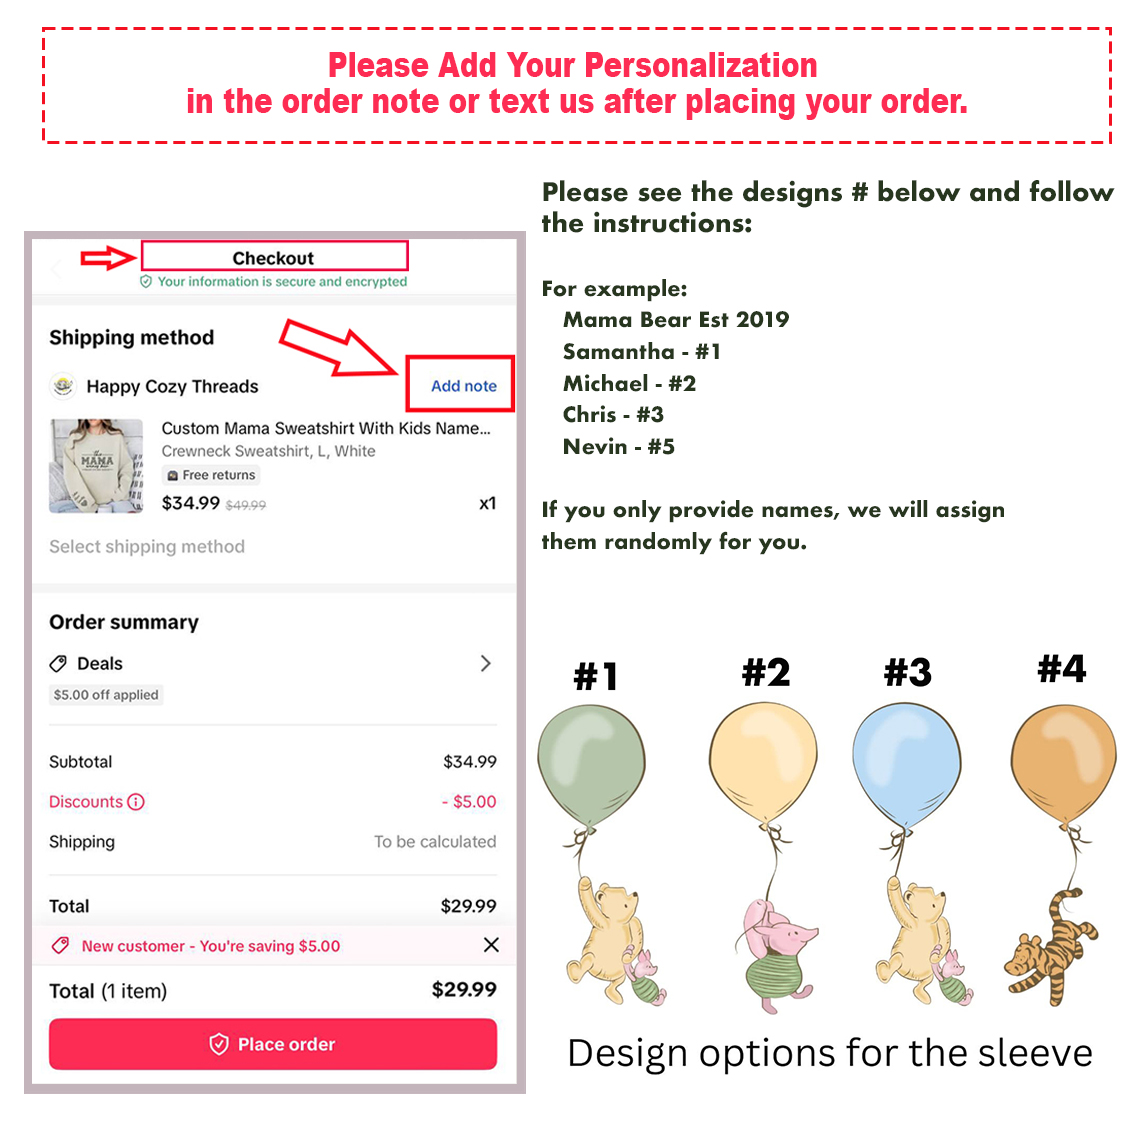 Please Add Your Personalization
in the order note or text us after placing your order.
Please see the designs # below and follow
the instructions:
For example:
Mama Bear Est 2019
Samantha - #1
Michael - #2
Chris - #3
Nevin - #5
If you only provide names, we will assign
them randomly for you.
Checkout
Your information is secure and encrypted
Shipping method
Happy Cozy Threads
Add note
Custom Mama Sweatshirt With Kids Name...
Crewneck Sweatshirt, L, White
Free returns
$34.99 $49.99
x1
MAMA
Select shipping method
Order summary
Deals
$5.00 off applied
Subtotal
$34.99
Discounts
- $5.00
Shipping
To be calculated
Total
$29.99
New customer - You're saving $5.00
Total (1 item)
$29.99
Place order
#1
#2
#3
#4
Design options for the sleeve